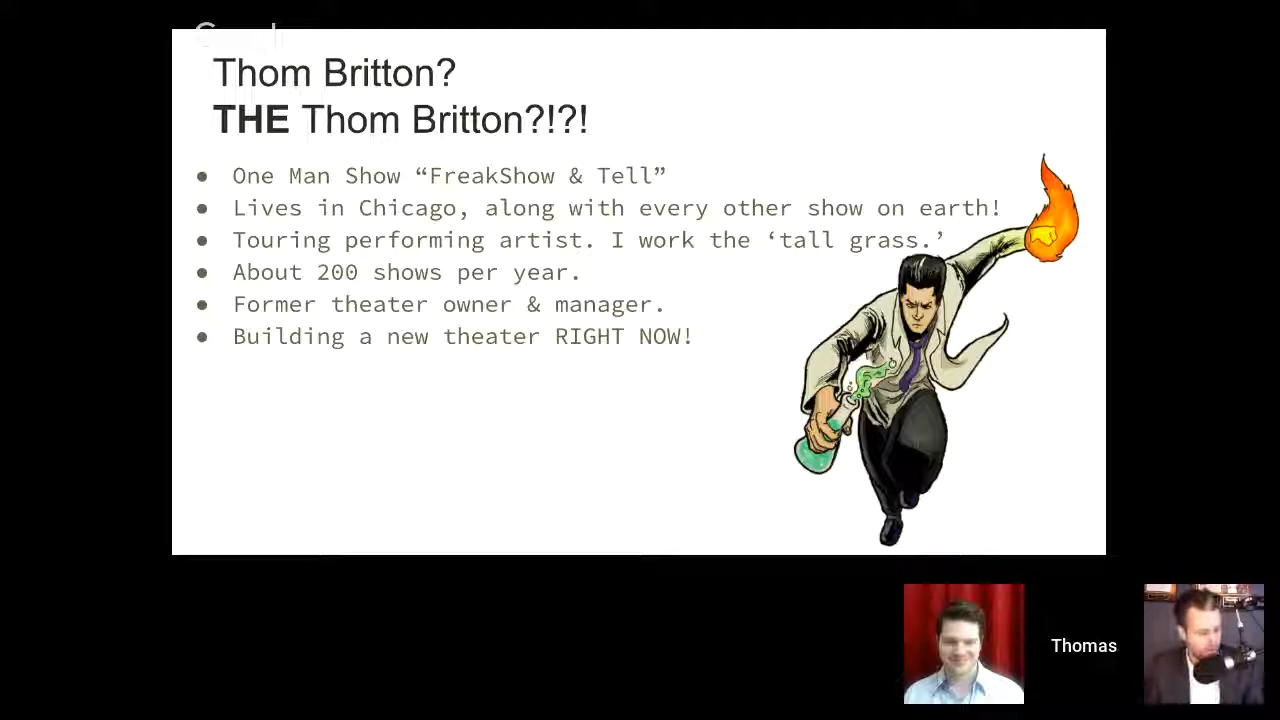 Thom Britton?
THE Thom Britton?!?!
● One Man Show “FreakShow & Tell”
● Lives in Chicago, along with every other show on earth!
● Touring performing artist. I work the ‘tall grass.’
● About 200 shows per year.
● Former theater owner & manager.
● Building a new theater RIGHT NOW!
Thomas